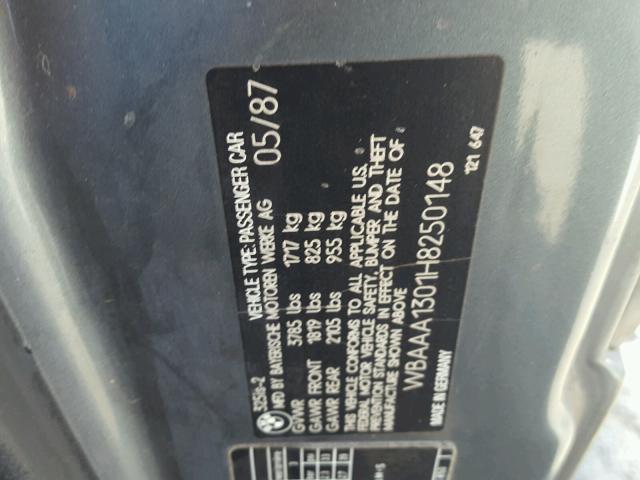 325is-2 VEHICLE TYPE: PASSENGER CAR
MFD BY BAYERISCHE MOTOREN WERKE AG 05/87
GVWR 3785 lbs 1717 kg
GAWR FRONT 1819 lbs 825 kg
GAWR REAR 2105 lbs 955 kg
THIS VEHICLE CONFORMS TO ALL APPLICABLE U.S.
FEDERAL MOTOR VEHICLE SAFETY, BUMPER AND THEFT
PREVENTION STANDARDS IN EFFECT ON THE DATE OF
MANUFACTURE SHOWN ABOVE
WBAAA1301H8250148
MADE IN GERMANY 121 647